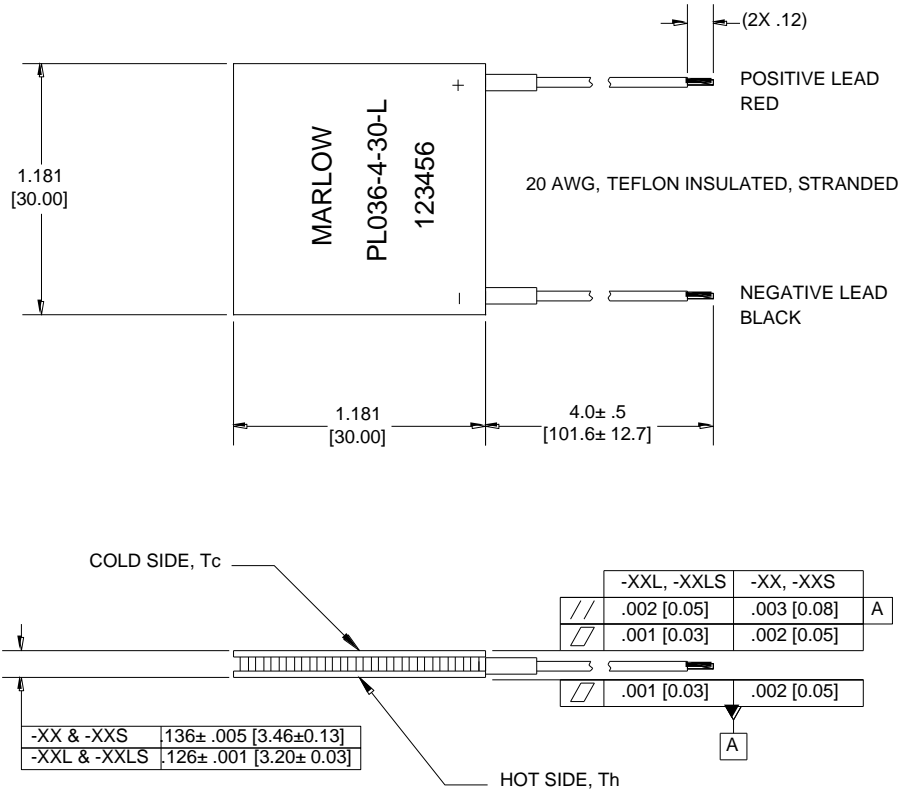 (2X .12)
+
POSITIVE LEAD
RED
1.181
[30.00]
MARLOW
PL036-4-30-L
123456
20 AWG, TEFLON INSULATED, STRANDED
–
NEGATIVE LEAD
BLACK
1.181
[30.00]
4.0± .5
[101.6± 12.7]
COLD SIDE, Tc
-XXL, -XXLS -XX, -XXS
// .002 [0.05] .003 [0.08] A
⏥ .001 [0.03] .002 [0.05]
⏥ .001 [0.03] .002 [0.05]
A
-XX & -XXS .136± .005 [3.46±0.13]
-XXL & -XXLS .126± .001 [3.20± 0.03]
HOT SIDE, Th